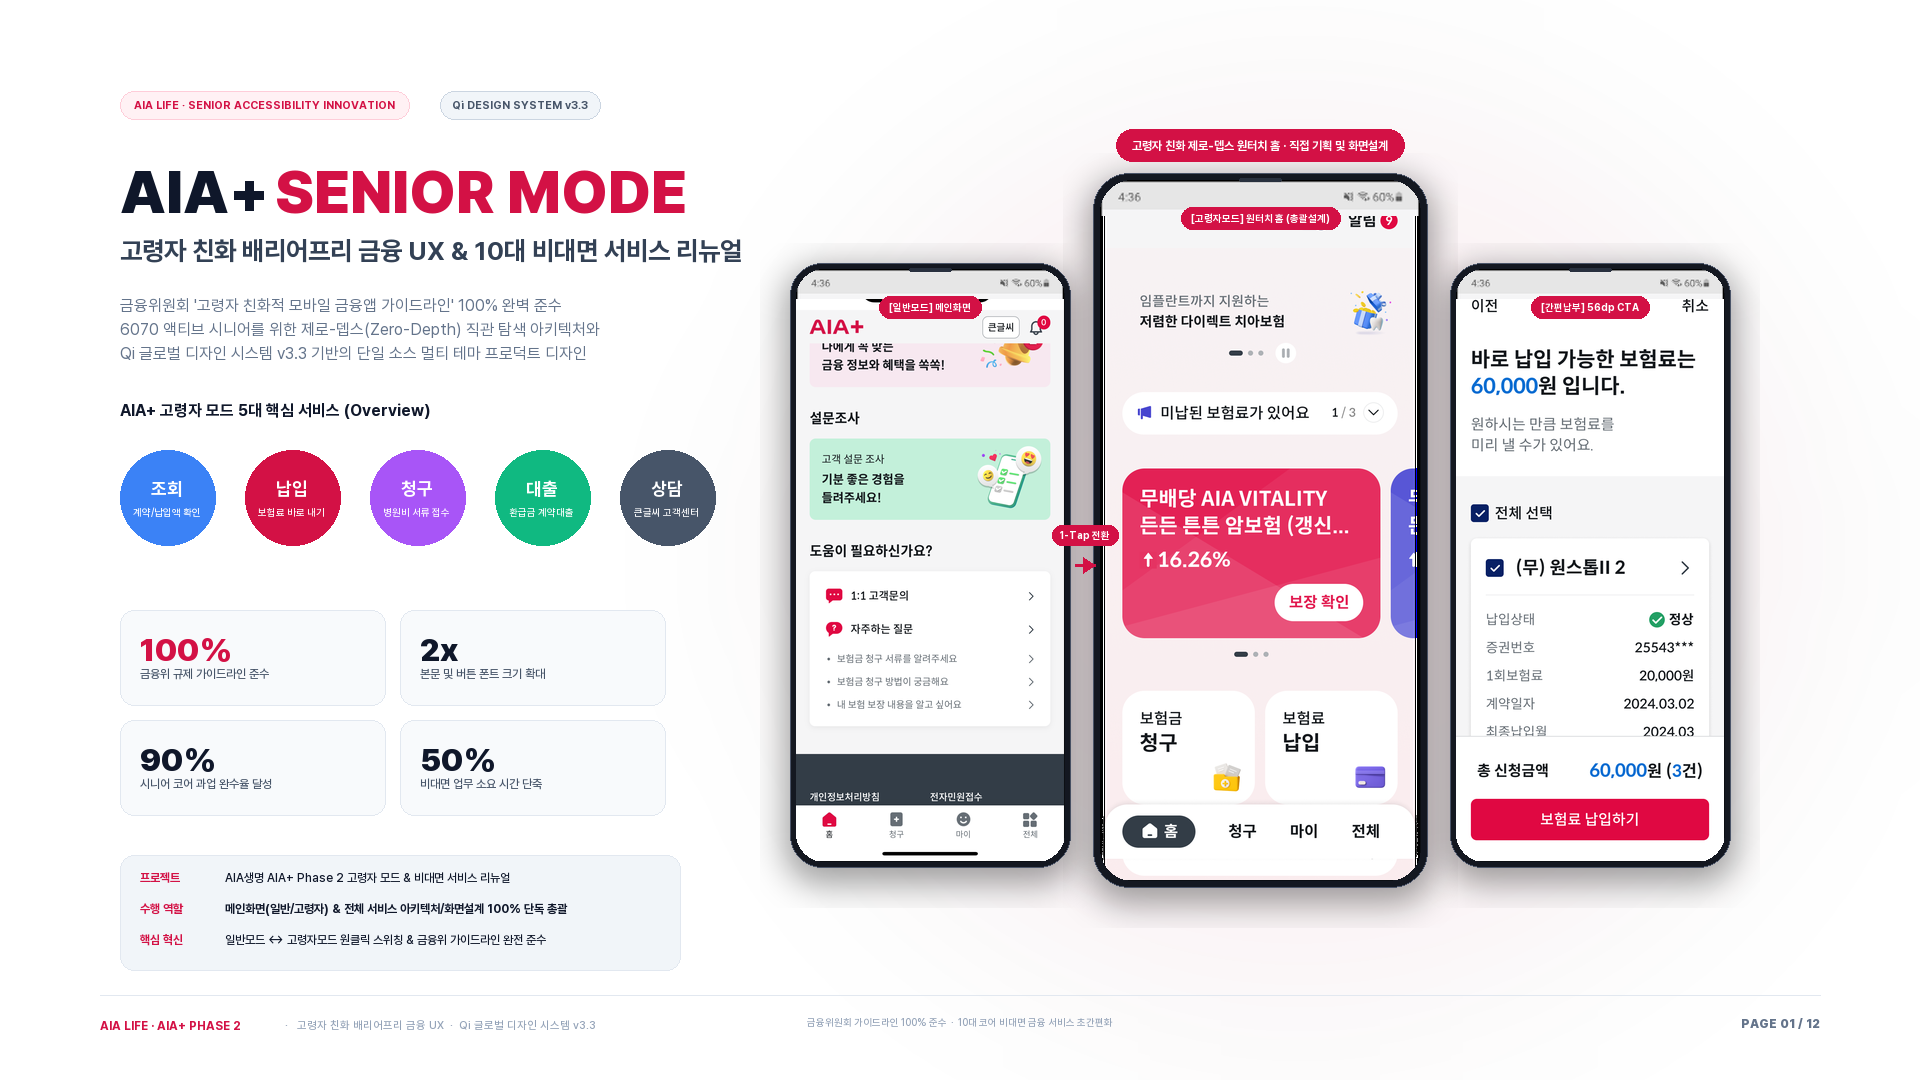 AIA LIFE · SENIOR ACCESSIBILITY INNOVATION
Qi DESIGN SYSTEM v3.3
AIA+ SENIOR MODE
고령자 친화 배리어프리 금융 UX & 10대 비대면 서비스 리뉴얼
금융위원회 '고령자 친화적 모바일 금융앱 가이드라인' 100% 완벽 준수
6070 액티브 시니어를 위한 제로-뎁스(Zero-Depth) 직관 탐색 아키텍처와
Qi 글로벌 디자인 시스템 v3.3 기반의 단일 소스 멀티 테마 프로덕트 디자인
AIA+ 고령자 모드 5대 핵심 서비스 (Overview)
조회
계약/납입액 확인
납입
보험료 바로 내기
청구
병원비 서류 접수
대출
환급금 계약대출
상담
큰글씨 고객센터
100%
금융위 규제 가이드라인 준수
2x
본문 및 버튼 폰트 크기 확대
90%
시니어 코어 과업 완수율 달성
50%
비대면 업무 소요 시간 단축
프로젝트 AIA생명 AIA+ Phase 2 고령자 모드 & 비대면 서비스 리뉴얼
수행 역할 메인화면(일반/고령자) & 전체 서비스 아키텍처/화면설계 100% 단독 총괄
핵심 혁신 일반모드 ↔ 고령자모드 원클릭 스위칭 & 금융위 가이드라인 완전 준수
4:36 60%
[일반모드] 메인화면
AIA+ 큰글씨 0
나에게 꼭 맞는
금융 정보와 혜택을 쏙쏙!
설문조사
고객 설문 조사
기분 좋은 경험을
들려주세요!
도움이 필요하신가요?
1:1 고객문의
자주하는 질문
• 보험금 청구 서류를 알려주세요
• 보험금 청구 방법이 궁금해요
• 내 보험 보장 내용을 알고 싶어요
개인정보처리방침 전자민원접수
홈 청구 마이 전체
1-Tap 전환
고령자 친화 제로-뎁스 원터치 홈 · 직접 기획 및 화면설계
4:36 60%
[고령자모드] 원터치 홈 (총괄설계)
알림 9
임플란트까지 지원하는
저렴한 다이렉트 치아보험
미납된 보험료가 있어요 1 / 3
무배당 AIA VITALITY
든든 튼튼 암보험 (갱신...
16.26%
보장 확인
보험금
청구
보험료
납입
홈 청구 마이 전체
4:36 60%
이전 [간편납부] 56dp CTA 취소
바로 납입 가능한 보험료는
60,000원 입니다.
원하시는 만큼 보험료를
미리 낼 수가 있어요.
전체 선택
(무) 원스톱II 2
납입상태 정상
증권번호 25543***
1회보험료 20,000원
계약일자 2024.03.02
최종납입월 2024.03
총 신청금액 60,000원 (3건)
보험료 납입하기
AIA LIFE · AIA+ PHASE 2 · 고령자 친화 배리어프리 금융 UX · Qi 글로벌 디자인 시스템 v3.3
금융위원회 가이드라인 100% 준수 · 10대 코어 비대면 금융 서비스 초간편화
PAGE 01 / 12